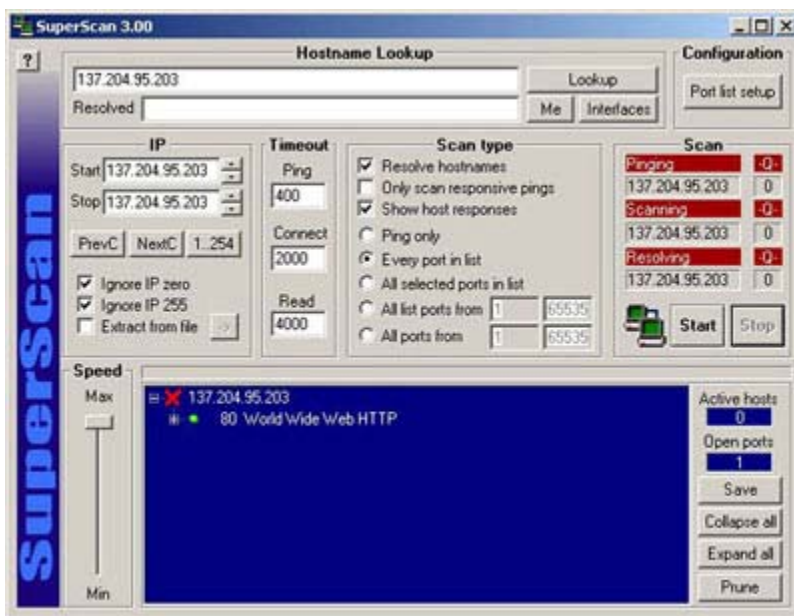 SuperScan 3.00
?
Hostname Lookup
137.204.95.203
Lookup
Resolved
Me
Interfaces
Configuration
Port list setup
IP
Start 137.204.95.203
Stop 137.204.95.203
PrevC NextC 1..254
Ignore IP zero
Ignore IP 255
Extract from file ->
Timeout
Ping
400
Connect
2000
Read
4000
Scan type
Resolve hostnames
Only scan responsive pings
Show host responses
Ping only
Every port in list
All selected ports in list
All list ports from 1 65535
All ports from 1 65535
Scan
Pinging -Q-
137.204.95.203 0
Scanning -Q-
137.204.95.203 0
Resolving -Q-
137.204.95.203 0
Start Stop
SuperScan
Speed
Max
Min
137.204.95.203
80 World Wide Web HTTP
Active hosts
0
Open ports
1
Save
Collapse all
Expand all
Prune